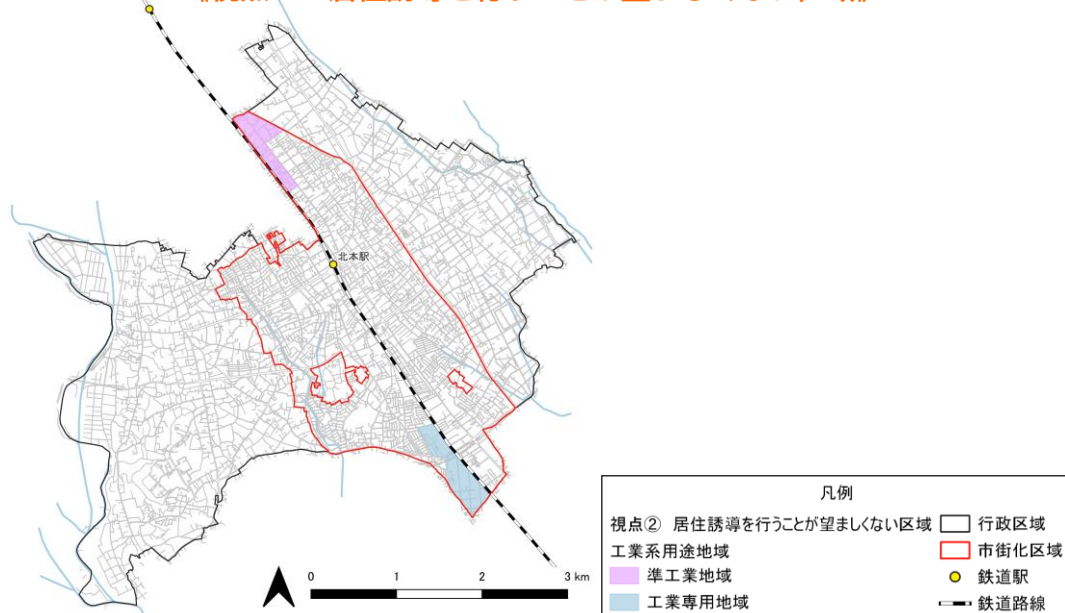 北本駅
0 1 2 3 km
凡例
視点② 居住誘導を行うことが望ましくない区域
工業系用途地域
準工業地域
工業専用地域
行政区域
市街化区域
鉄道駅
鉄道路線